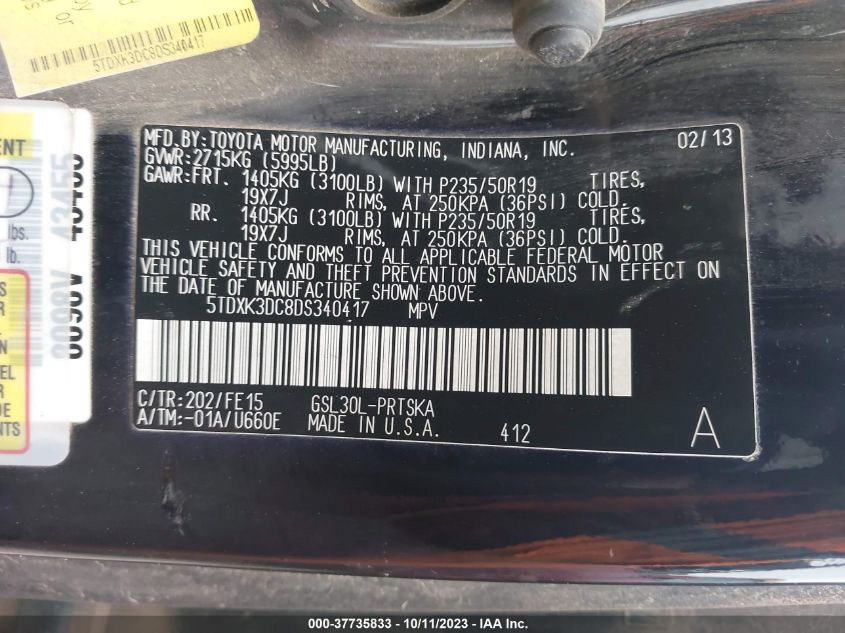 5TDXK3DC8DS340417
MFD.BY:TOYOTA MOTOR MANUFACTURING, INDIANA, INC. 02/13
GVWR:2715KG (5995LB)
GAWR:FRT. 1405KG (3100LB) WITH P235/50R19 TIRES,
19X7J RIMS, AT 250KPA (36PSI) COLD.
RR. 1405KG (3100LB) WITH P235/50R19 TIRES,
19X7J RIMS, AT 250KPA (36PSI) COLD.
THIS VEHICLE CONFORMS TO ALL APPLICABLE FEDERAL MOTOR
VEHICLE SAFETY AND THEFT PREVENTION STANDARDS IN EFFECT ON
THE DATE OF MANUFACTURE SHOWN ABOVE.
5TDXK3DC8DS340417 MPV
C/TR:202/FE15 GSL30L-PRTSKA
A/TM:-01A/U660E MADE IN U.S.A. 412 A
ENT
lbs.
lb.
000-37735833 - 10/11/2023 - IAA Inc.